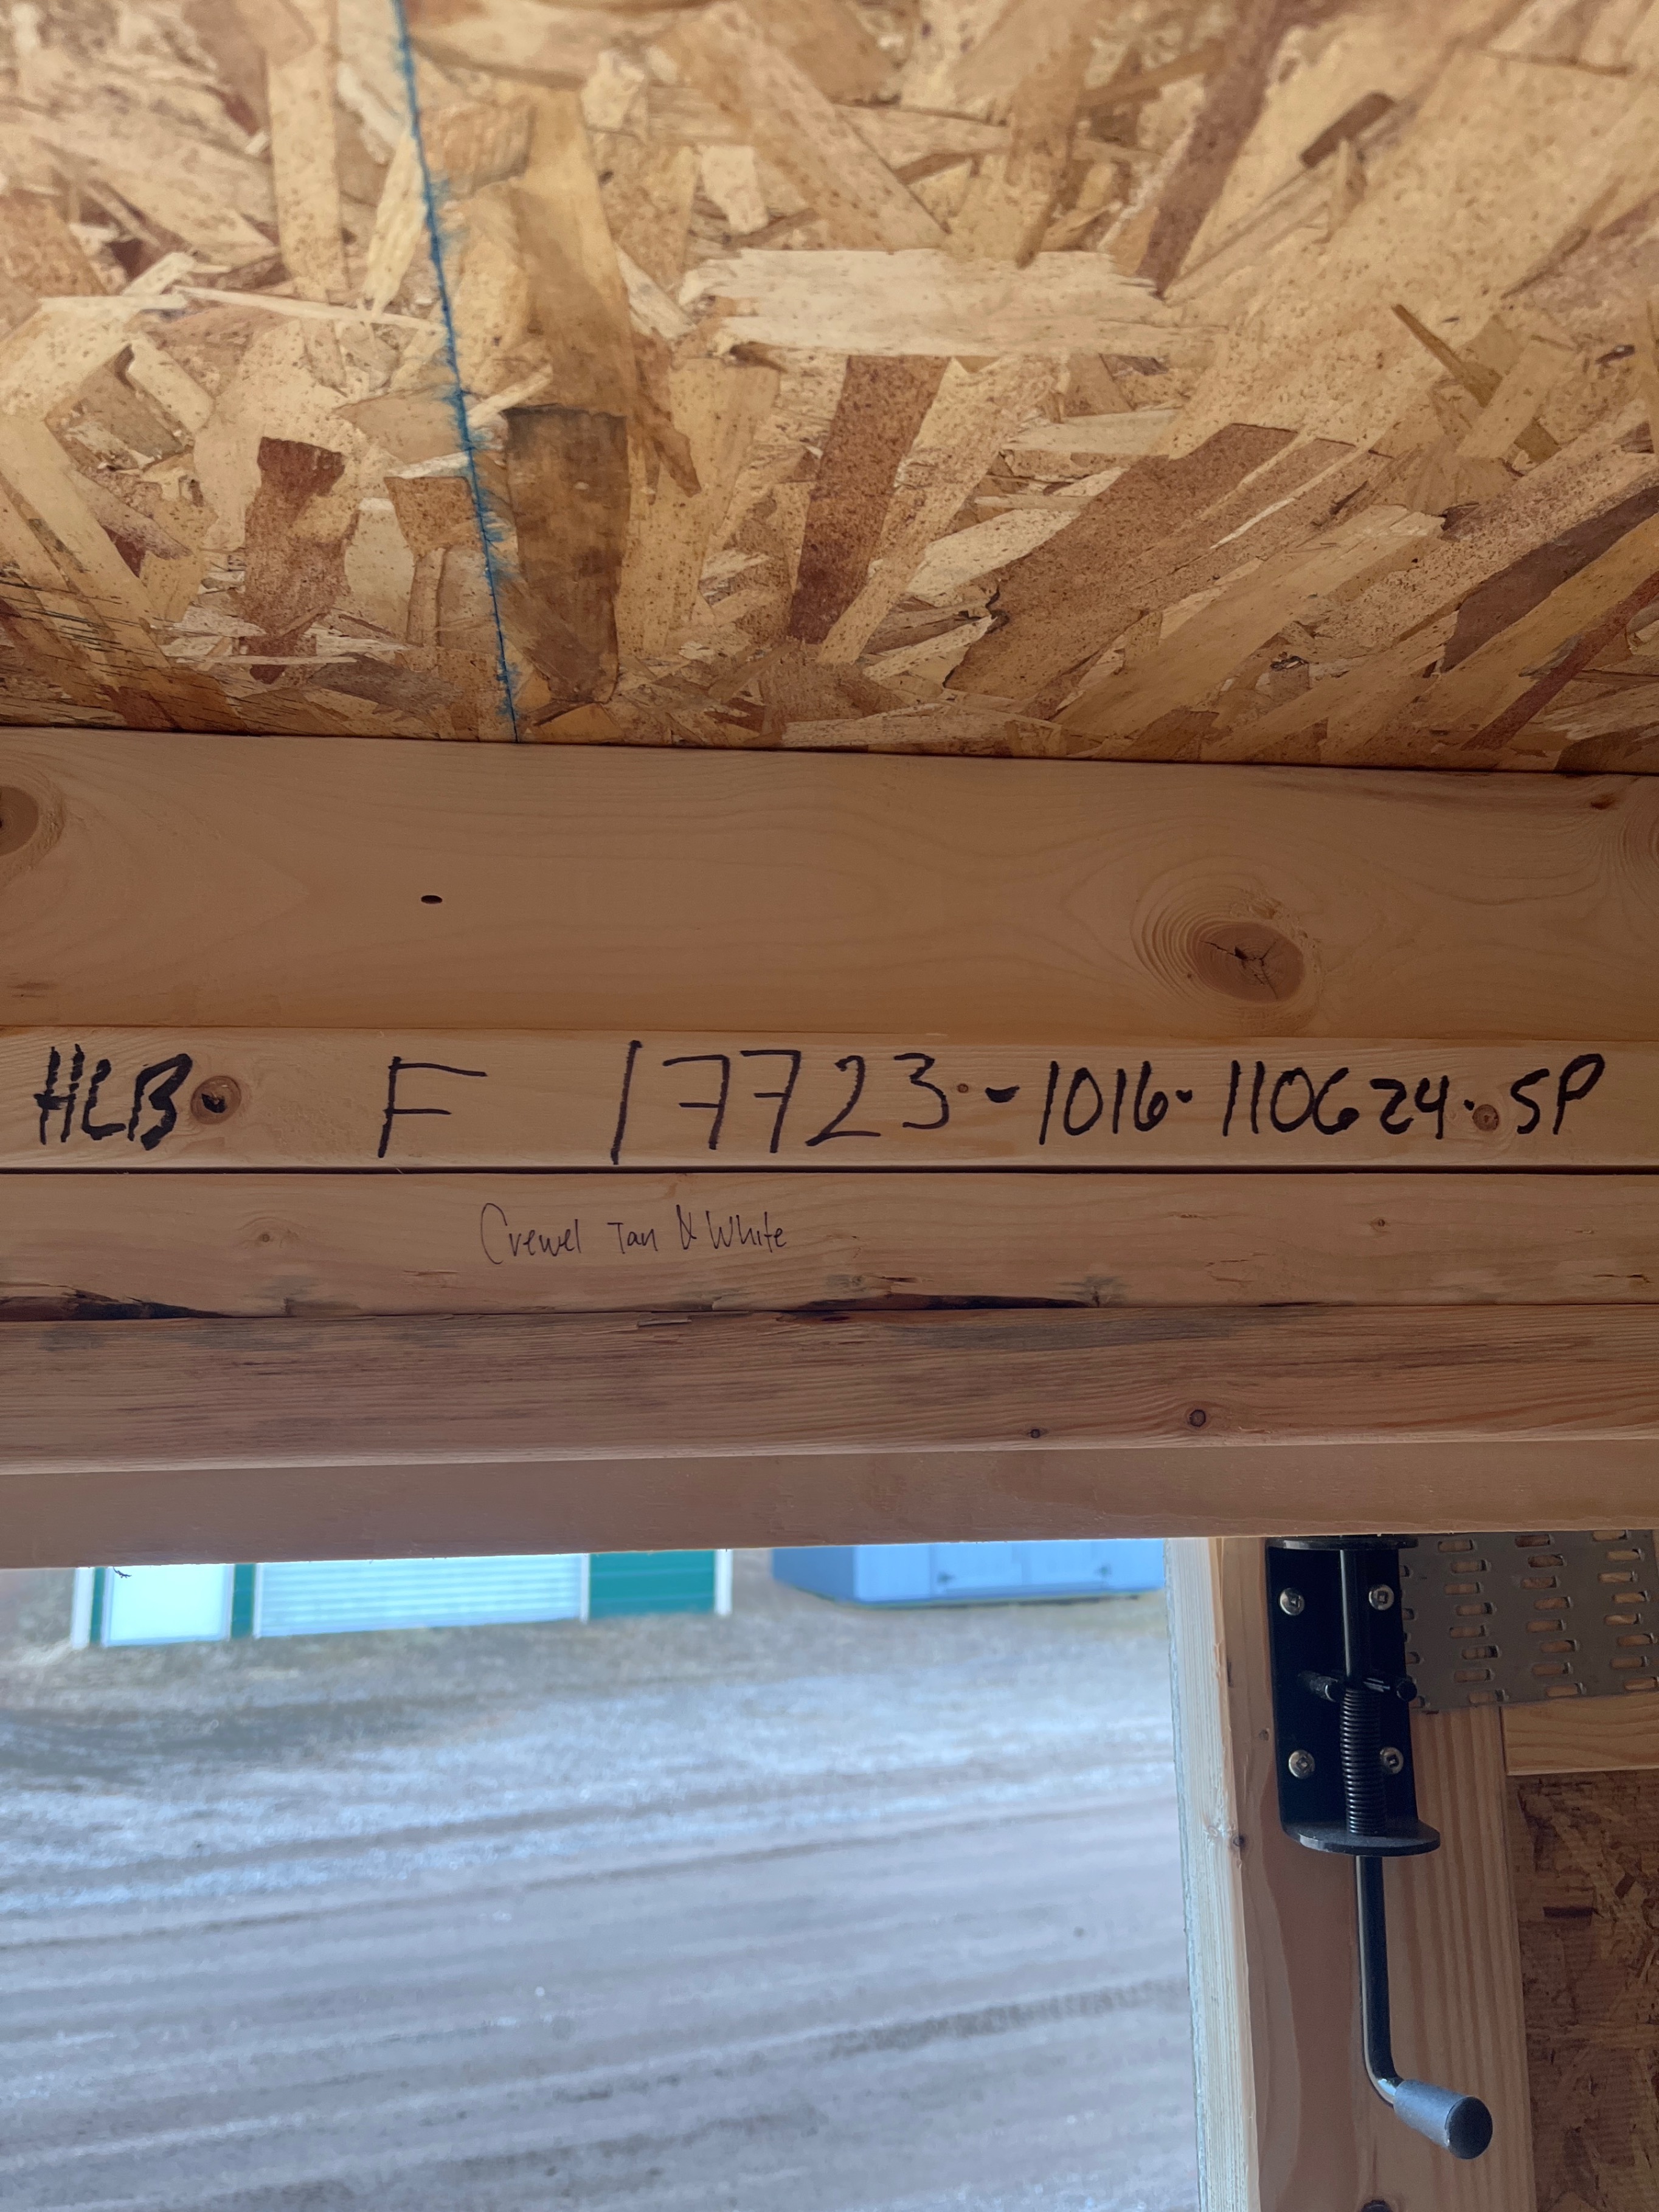 HLB - F 17723 - 1016 - 110624 - SP
Crewel Tan & White